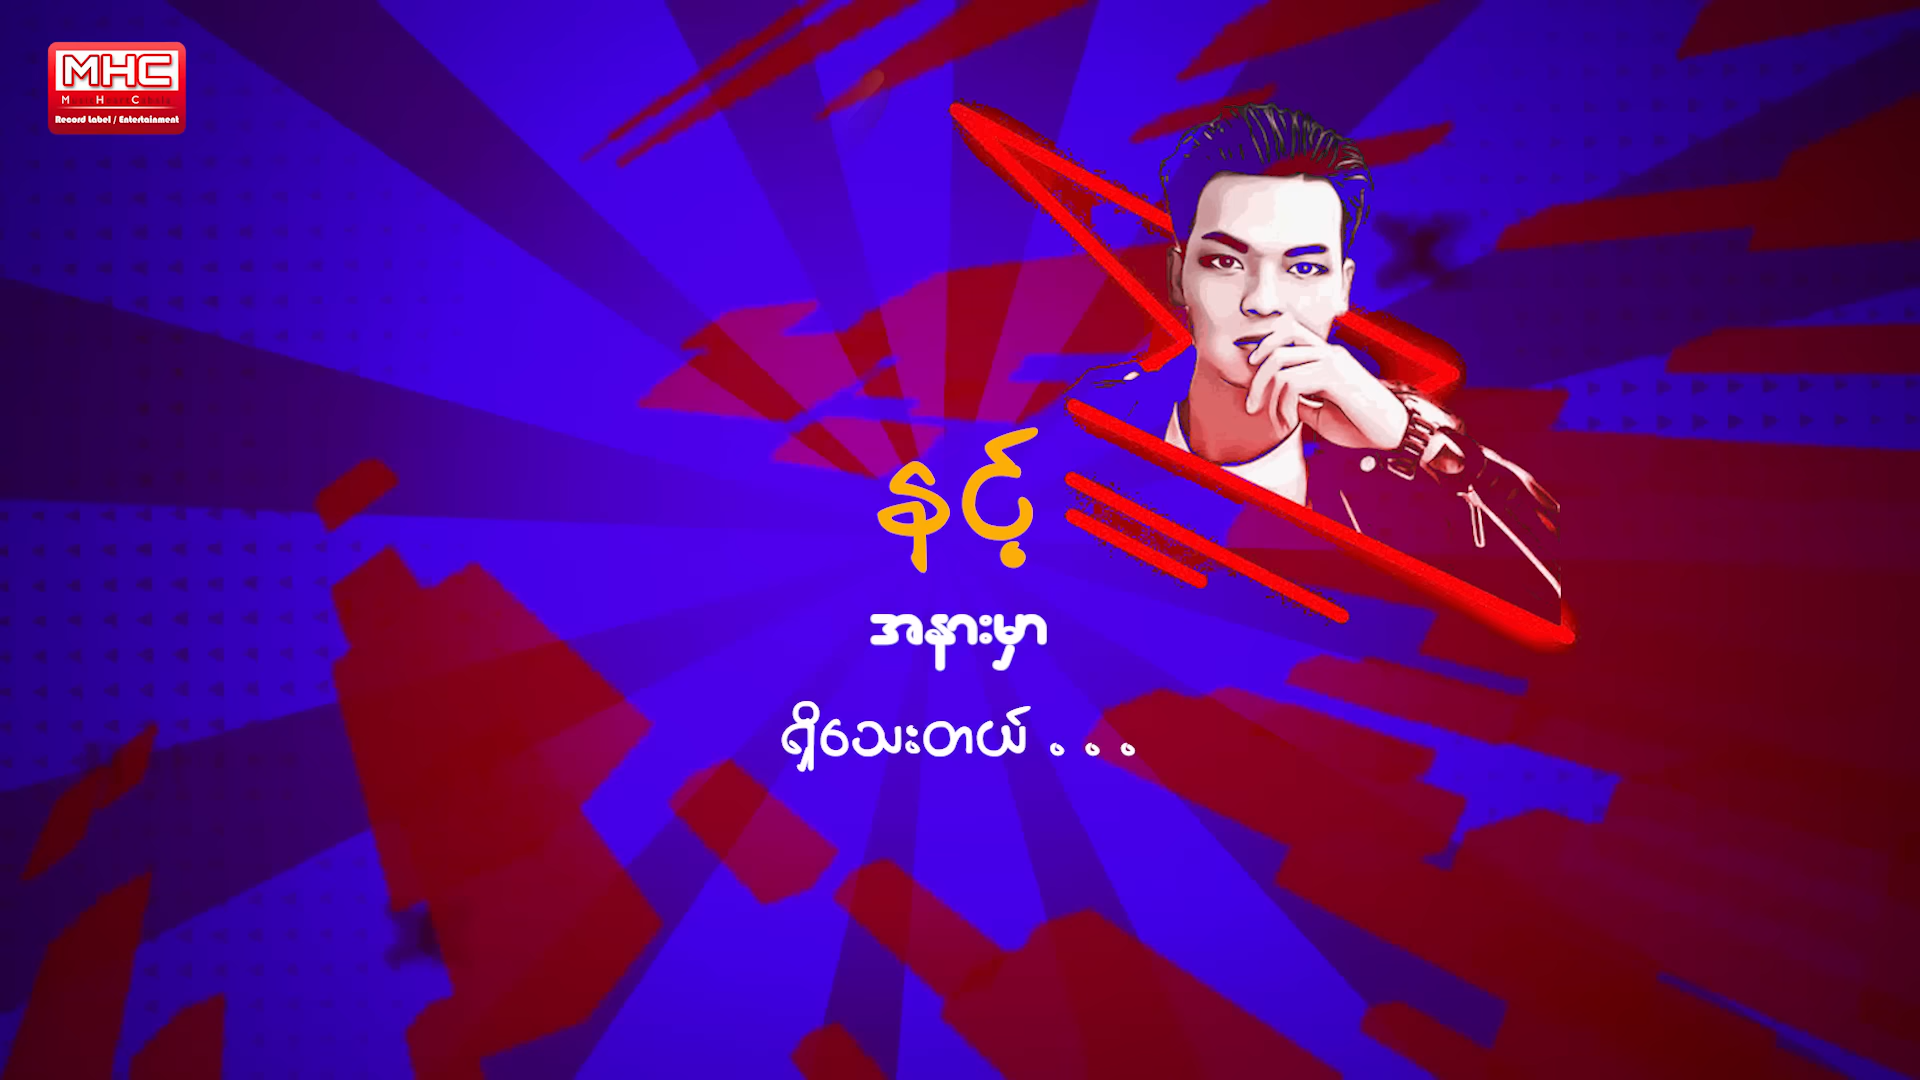 MHC
Record Label / Entertainment
နင့်
အနားမှာ
ရှိသေးတယ် . . .